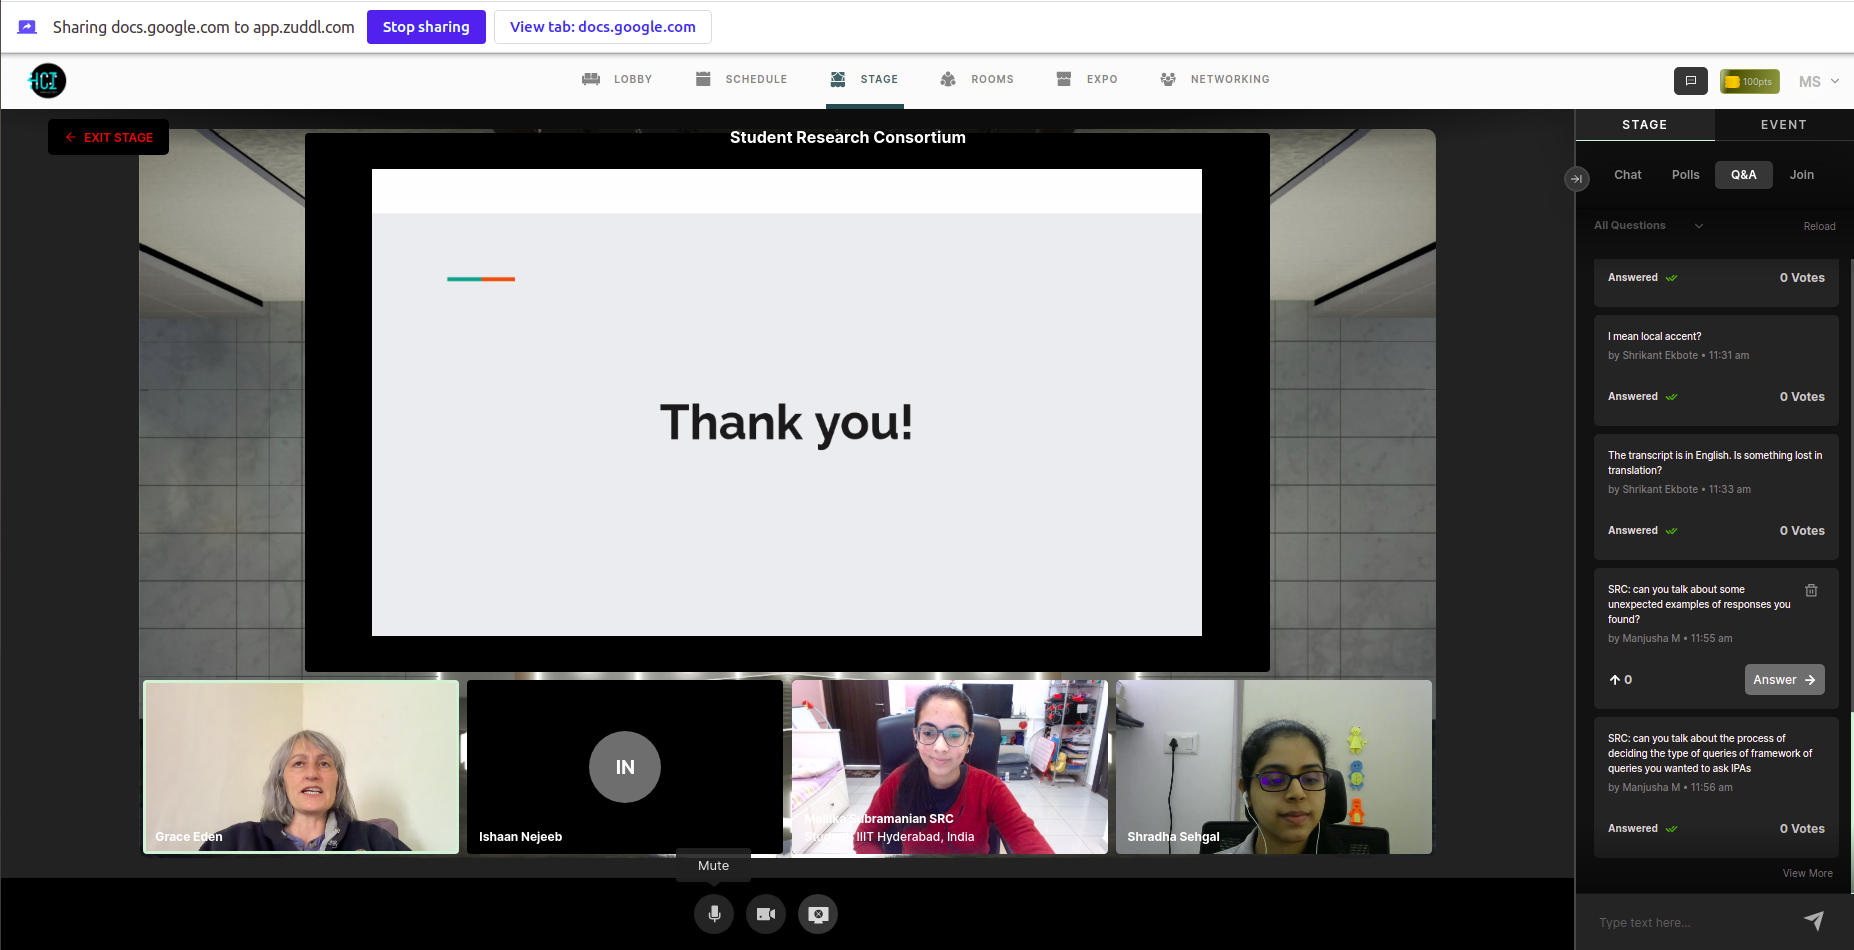 Sharing docs.google.com to app.zuddl.com
Stop sharing
View tab: docs.google.com
HCI
LOBBY
SCHEDULE
STAGE
ROOMS
EXPO
NETWORKING
100pts
MS
EXIT STAGE
Student Research Consortium
Thank you!
Grace Eden
IN
Ishaan Nejeeb
Mallika Subramanian SRC
Student, IIIT Hyderabad, India
Shradha Sehgal
Mute
STAGE
EVENT
Chat
Polls
Q&A
Join
All Questions
Reload
Answered
0 Votes
I mean local accent?
by Shrikant Ekbote • 11:31 am
Answered
0 Votes
The transcript is in English. Is something lost in
translation?
by Shrikant Ekbote • 11:33 am
Answered
0 Votes
SRC: can you talk about some
unexpected examples of responses you
found?
by Manjusha M • 11:55 am
0
Answer
SRC: can you talk about the process of
deciding the type of queries of framework of
queries you wanted to ask IPAs
by Manjusha M • 11:56 am
Answered
0 Votes
View More
Type text here...